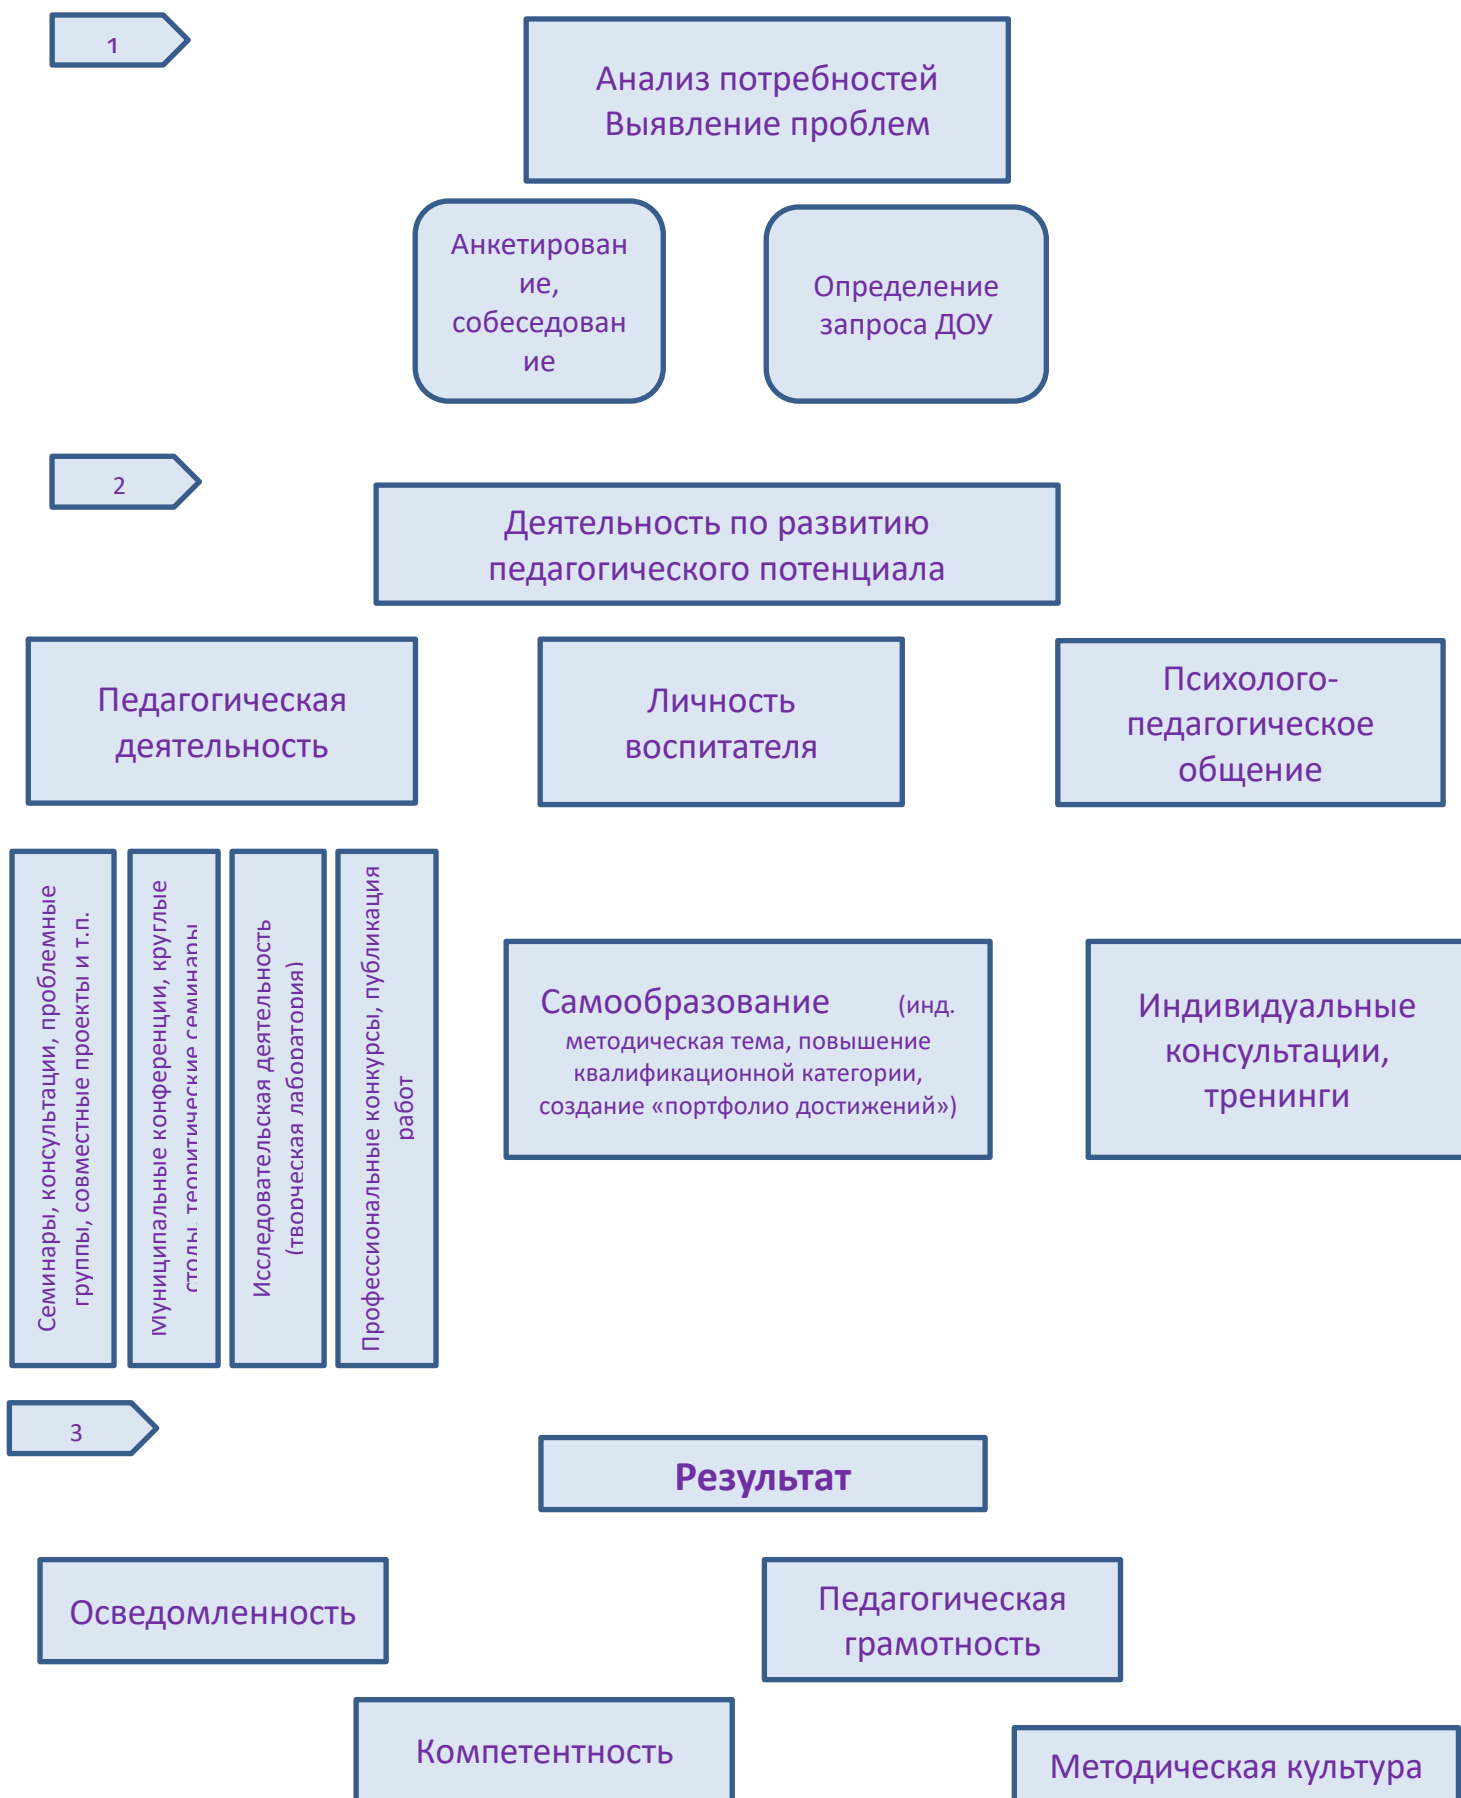 1
Анализ потребностей
Выявление проблем
Анкетирован
ие,
собеседован
ие
Определение
запроса ДОУ
2
Деятельность по развитию
педагогического потенциала
Педагогическая
деятельность
Личность
воспитателя
Психолого-
педагогическое
общение
Семинары, консультации, проблемные
группы, совместные проекты и т.п.
Муниципальные конференции, круглые
столы, теоритические семинары
Исследовательская деятельность
(творческая лаборатория)
Профессиональные конкурсы, публикация
работ
Самообразование (инд.
методическая тема, повышение
квалификационной категории,
создание «портфолио достижений»)
Индивидуальные
консультации,
тренинги
3
Результат
Осведомленность
Педагогическая
грамотность
Компетентность
Методическая культура